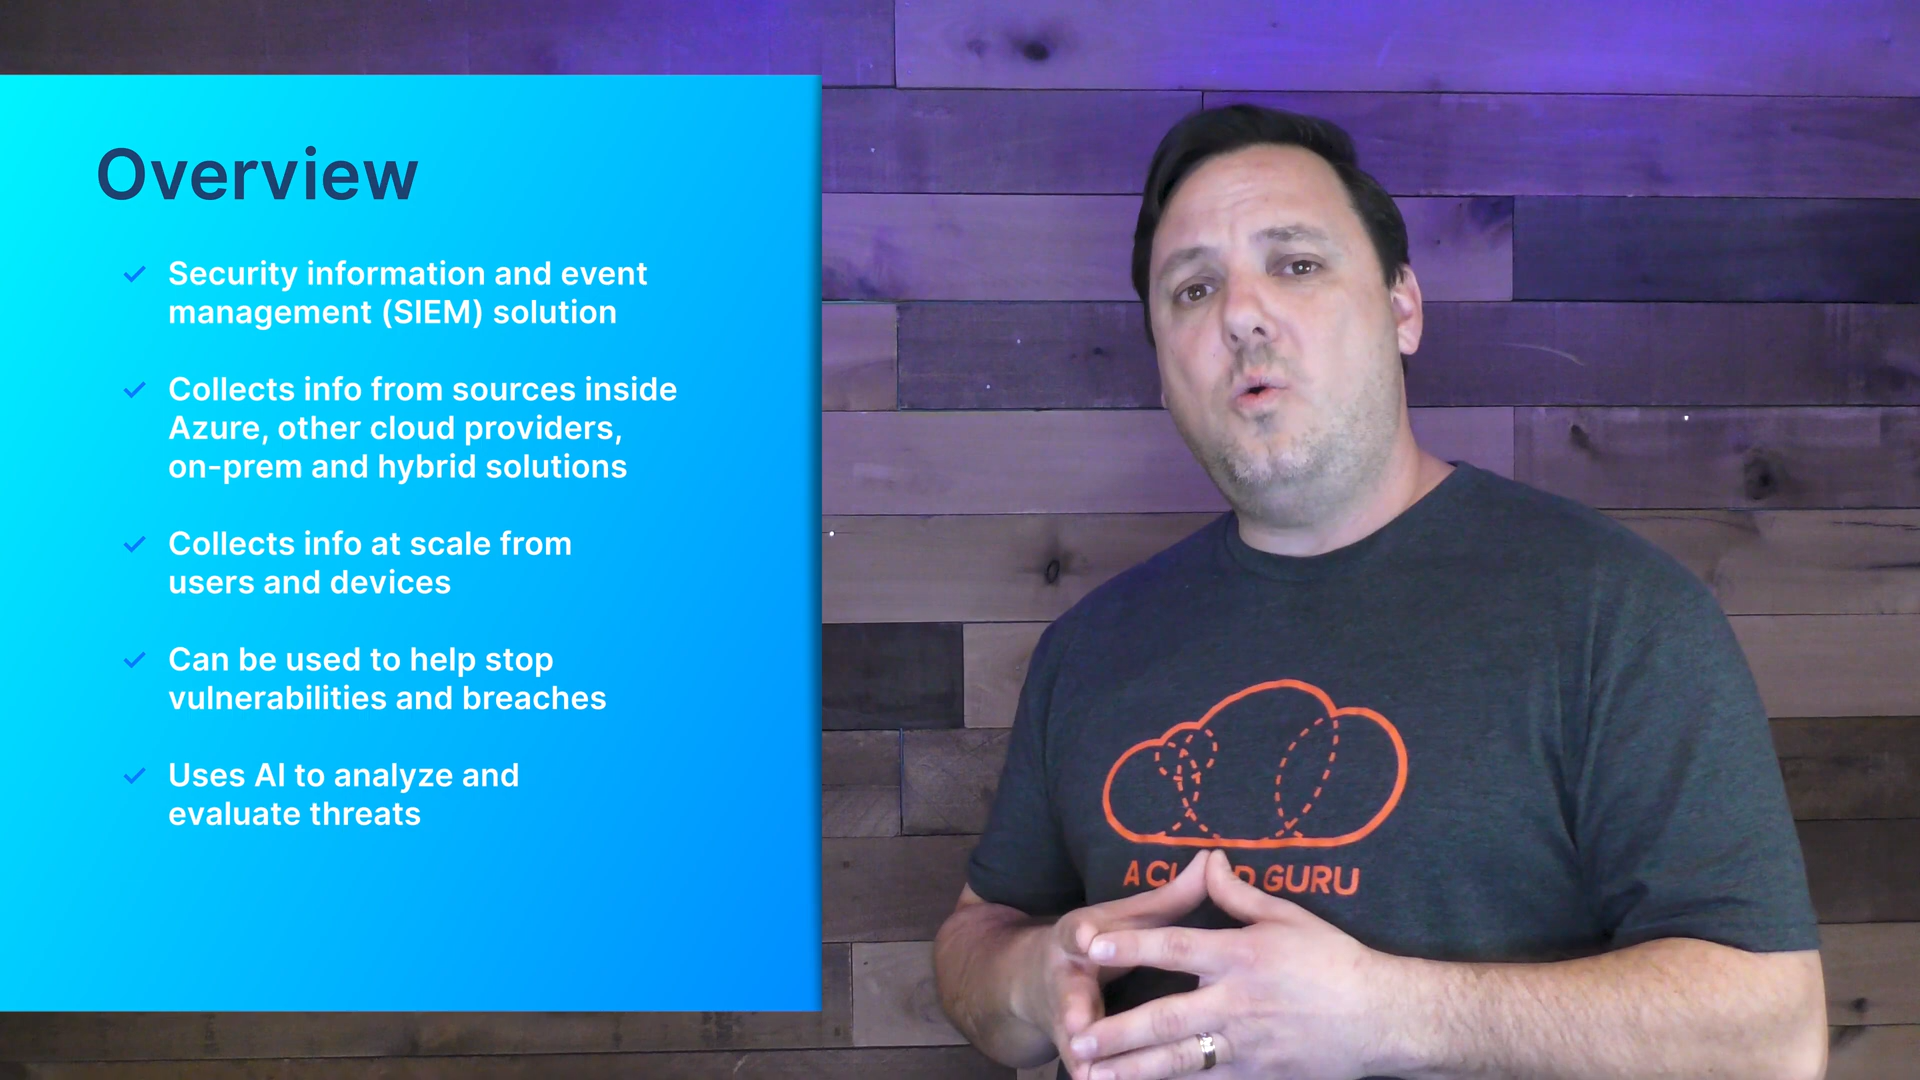 Overview
Security information and event
management (SIEM) solution
Collects info from sources inside
Azure, other cloud providers,
on-prem and hybrid solutions
Collects info at scale from
users and devices
Can be used to help stop
vulnerabilities and breaches
Uses AI to analyze and
evaluate threats
A GURU